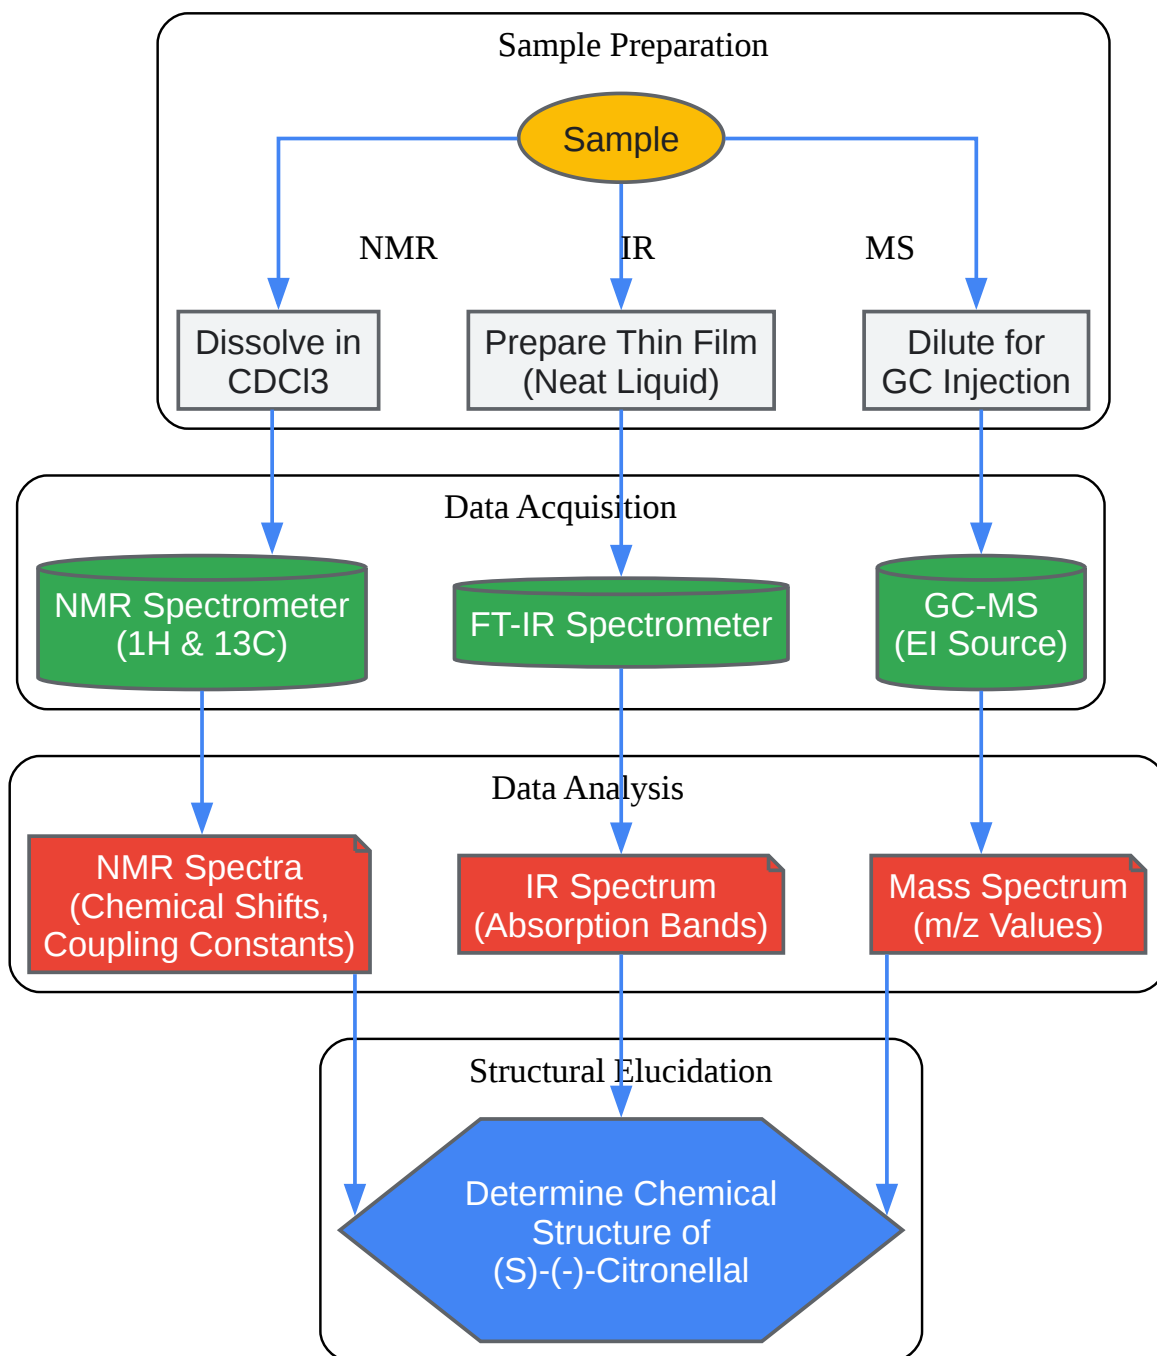 Sample Preparation
Sample
NMR
IR
MS
Dissolve in
CDCl3
Prepare Thin Film
(Neat Liquid)
Dilute for
GC Injection
Data Acquisition
NMR Spectrometer
(1H & 13C)
FT-IR Spectrometer
GC-MS
(EI Source)
Data Analysis
NMR Spectra
(Chemical Shifts,
Coupling Constants)
IR Spectrum
(Absorption Bands)
Mass Spectrum
(m/z Values)
Structural Elucidation
Determine Chemical
Structure of
(S)-(-)-Citronellal